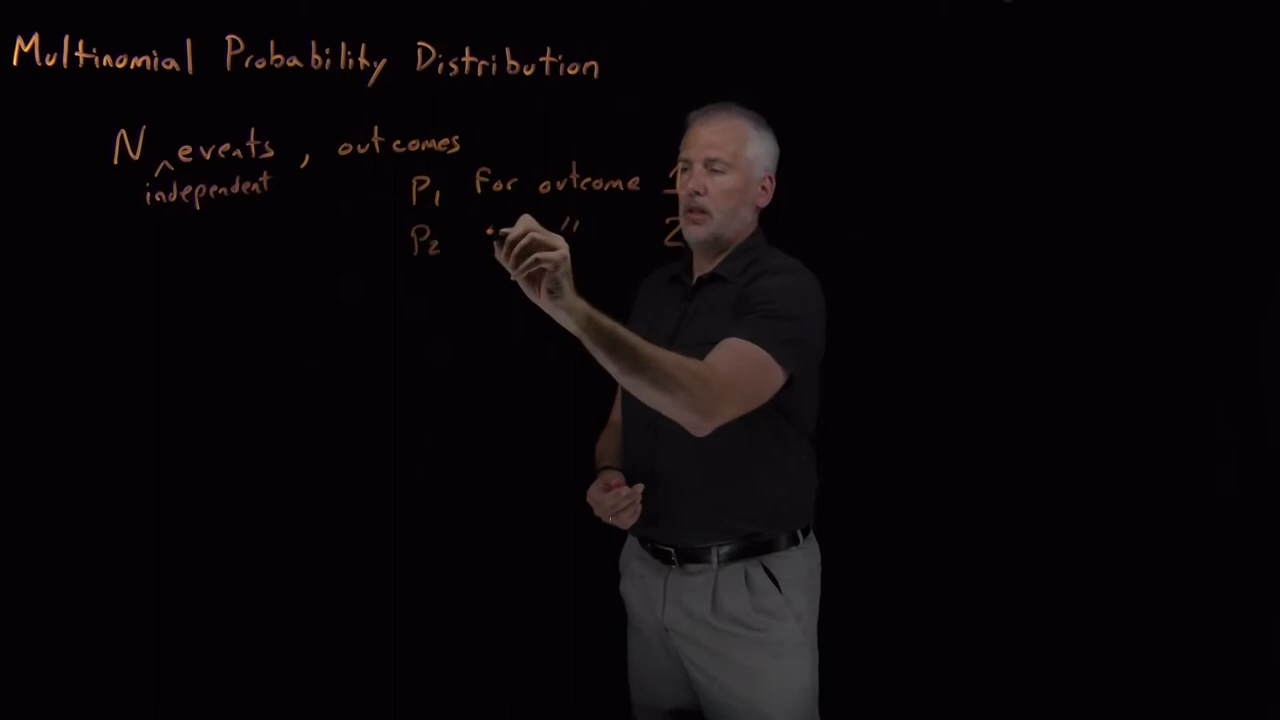 Multinomial Probability Distribution
N ^ events , outcomes
independent
P1 for outcome 1
P2 " 2